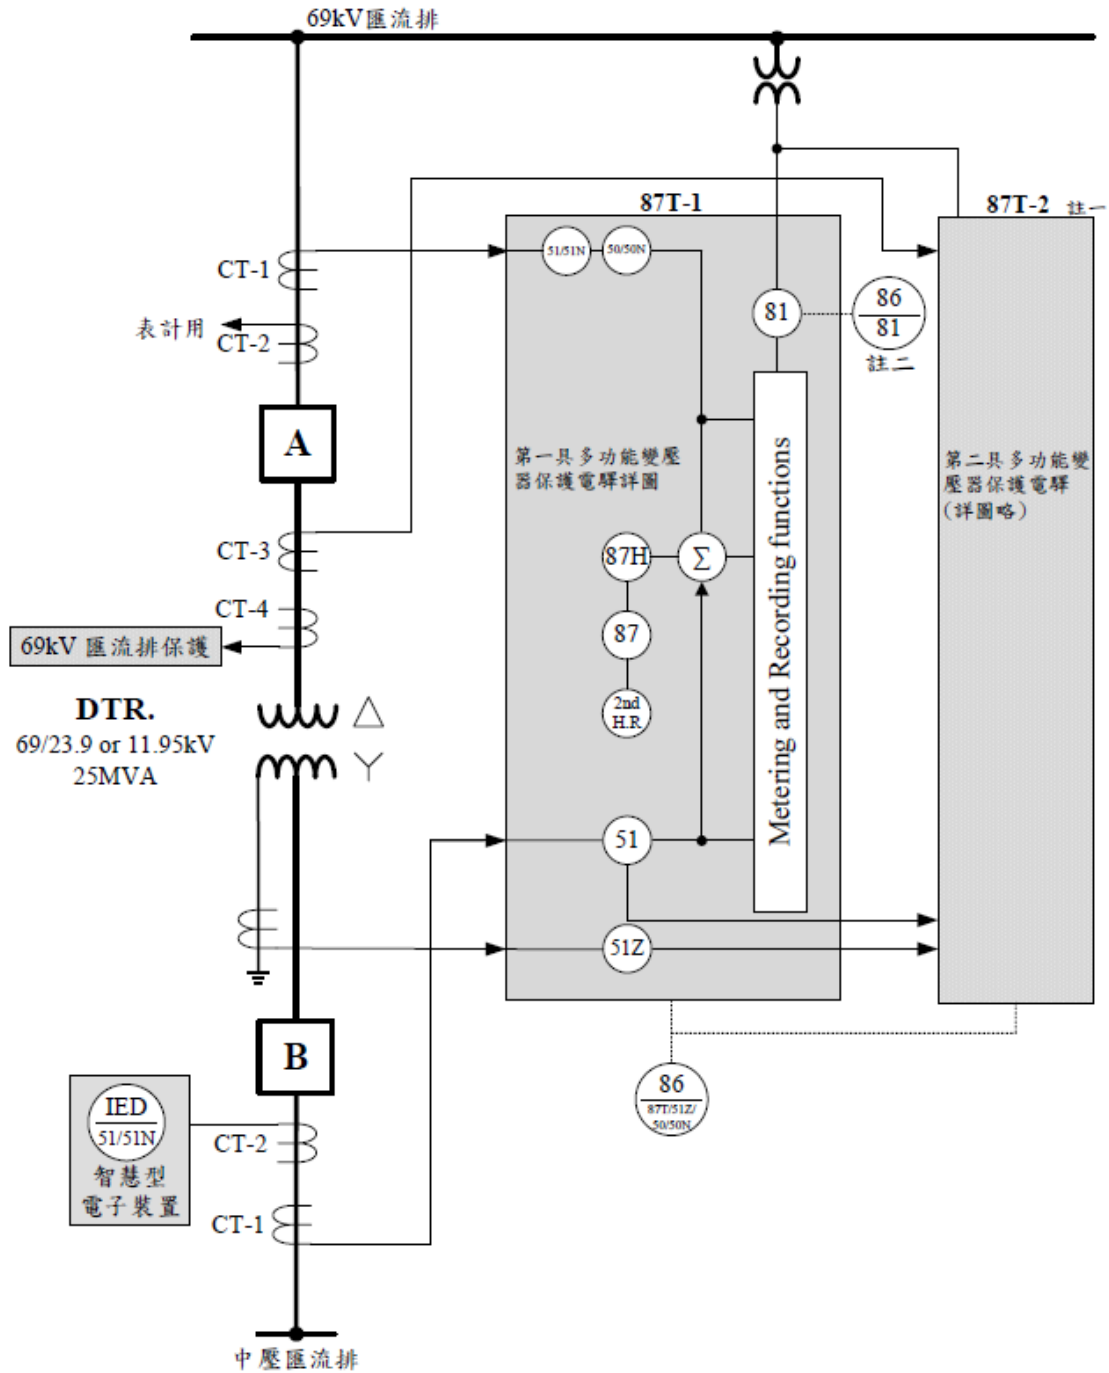 69kV匯流排
87T-1
87T-2 註一
51/51N
50/50N
CT-1
表計用
CT-2
81
86
81
註二
A
第一具多功能變壓
器保護電驛詳圖
第二具多功能變
壓器保護電驛
(詳圖略)
Metering and Recording functions
CT-3
87H
Σ
CT-4
69kV 匯流排保護
87
2nd
H.R
DTR.
69/23.9 or 11.95kV
25MVA
51
51Z
B
86
87T/51Z/
50/50N
IED
51/51N
智慧型
電子裝置
CT-2
CT-1
中壓匯流排